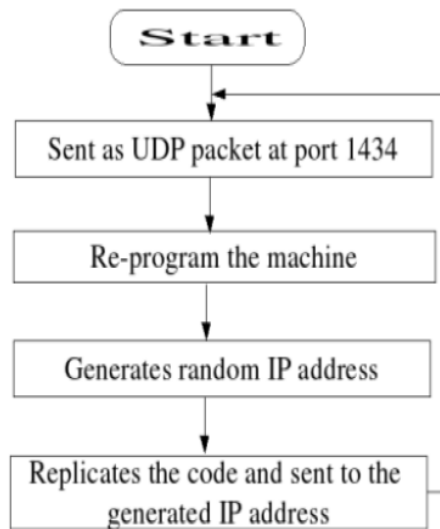 Start
Sent as UDP packet at port 1434
Re-program the machine
Generates random IP address
Replicates the code and sent to the
generated IP address